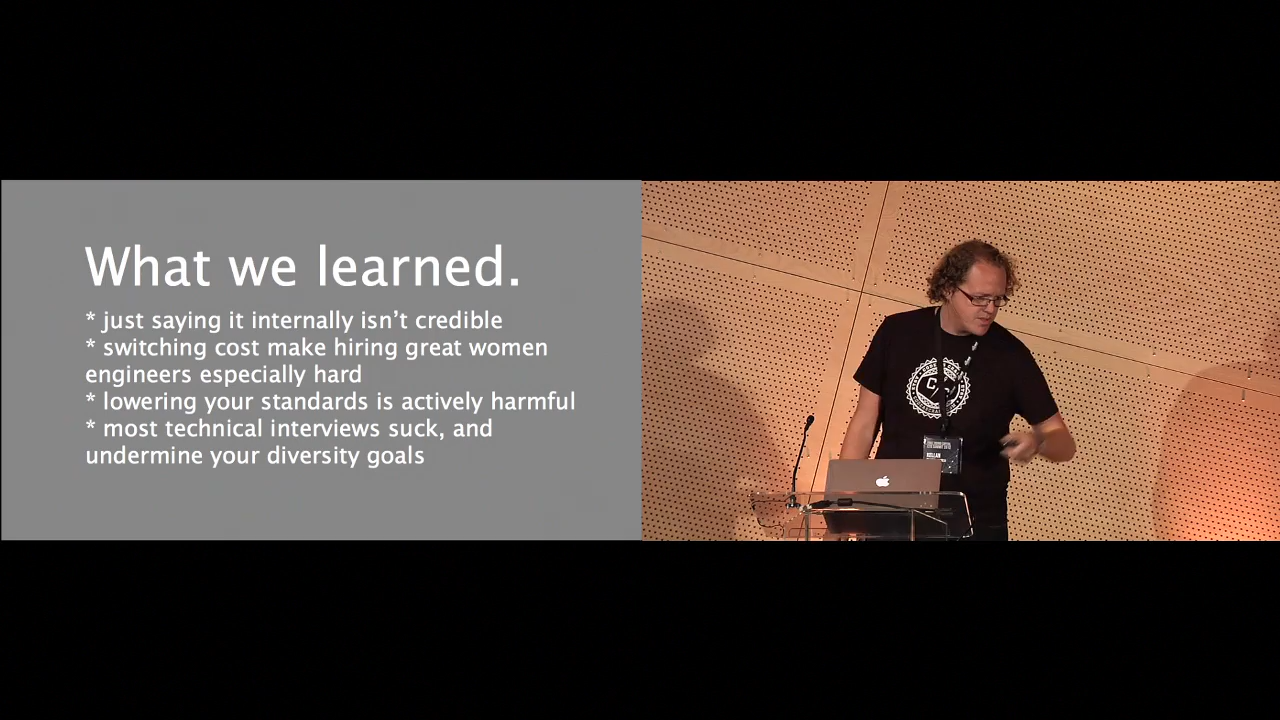 What we learned.
* just saying it internally isn't credible
* switching cost make hiring great women
engineers especially hard
* lowering your standards is actively harmful
* most technical interviews suck, and
undermine your diversity goals
KELLAN